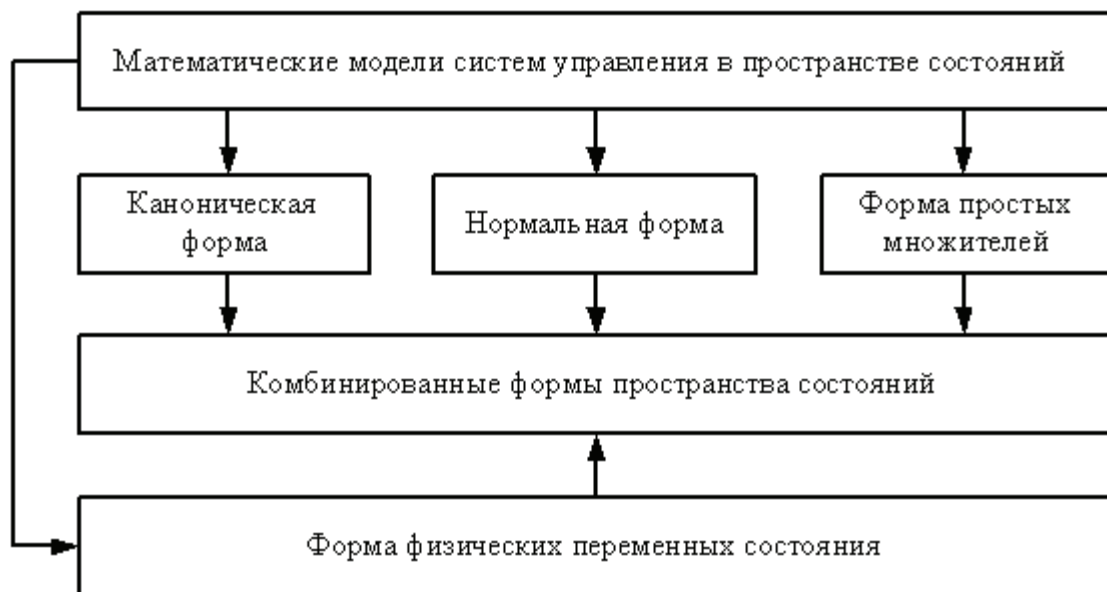 Математические модели систем управления в пространстве состояний
Каноническая
форма
Нормальная форма
Форма простых
множителей
Комбинированные формы пространства состояний
Форма физических переменных состояния